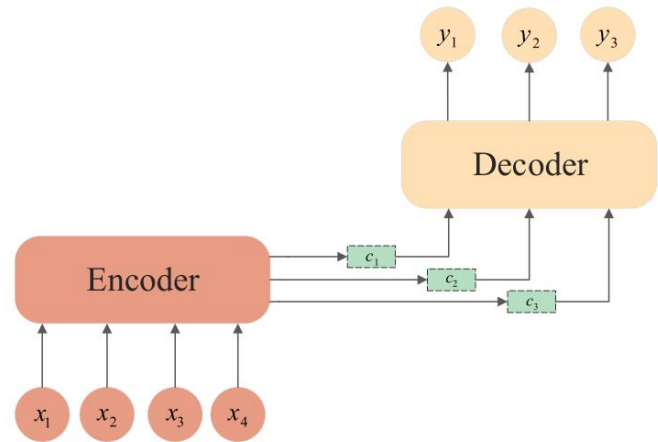 y₁ y₂ y₃
Decoder
c₁
Encoder
c₂
c₃
x₁ x₂ x₃ x₄